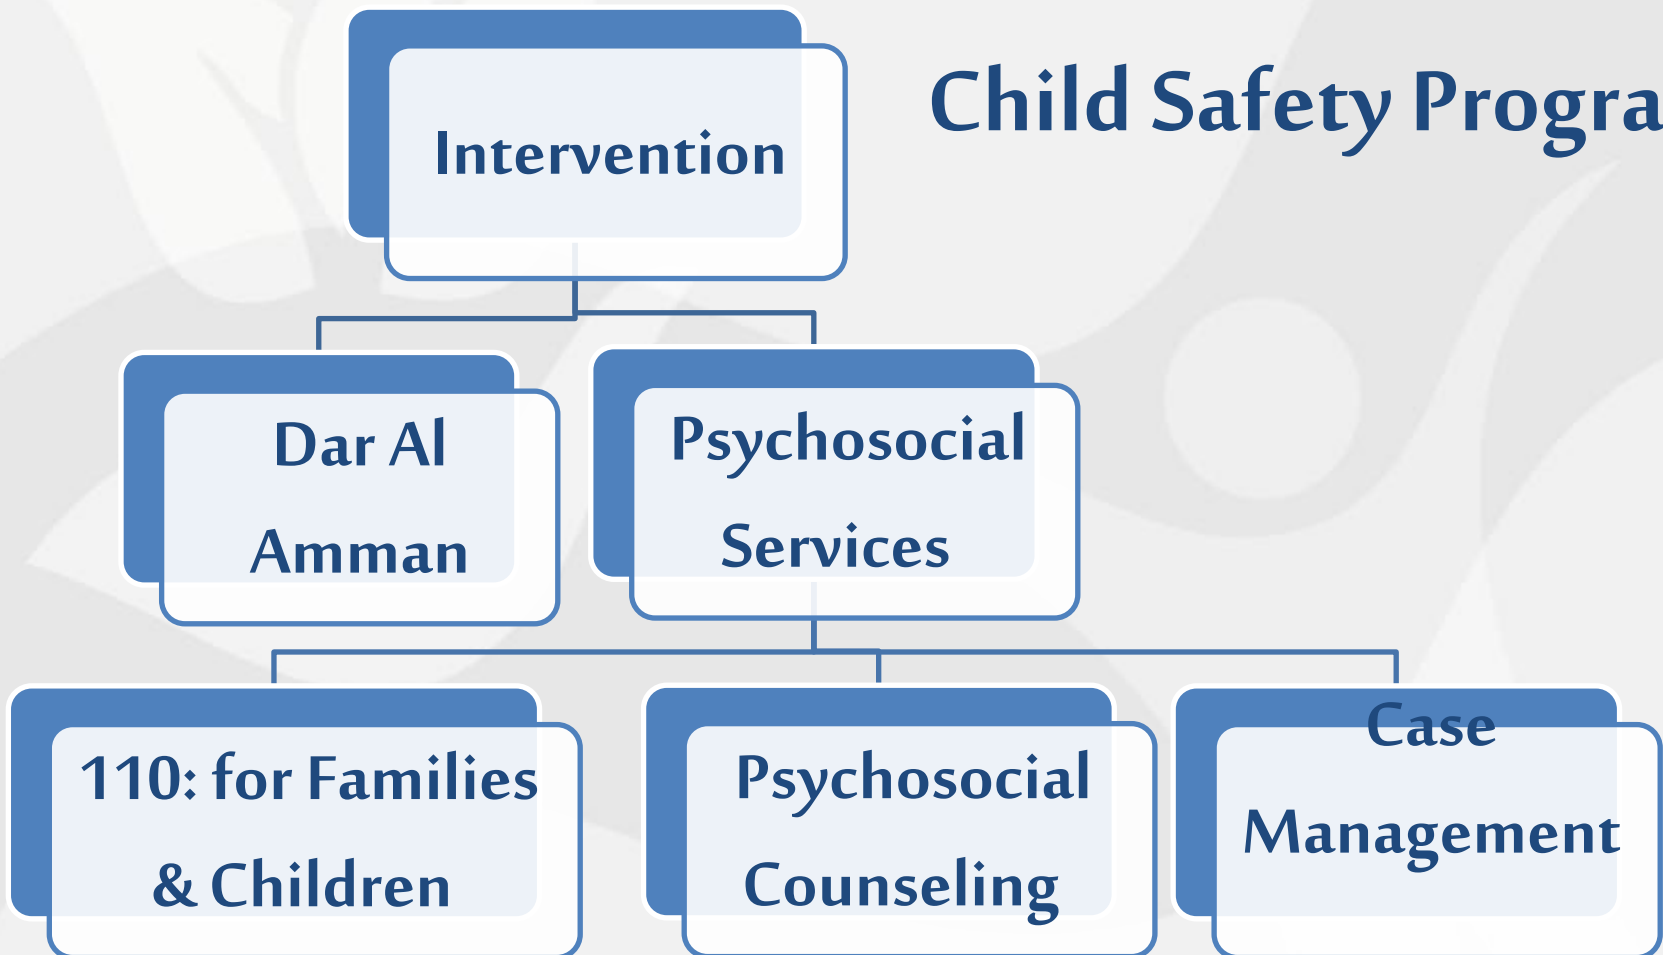 Child Safety Progra
Intervention
Dar Al
Amman
Psychosocial
Services
110: for Families
& Children
Psychosocial
Counseling
Case
Management